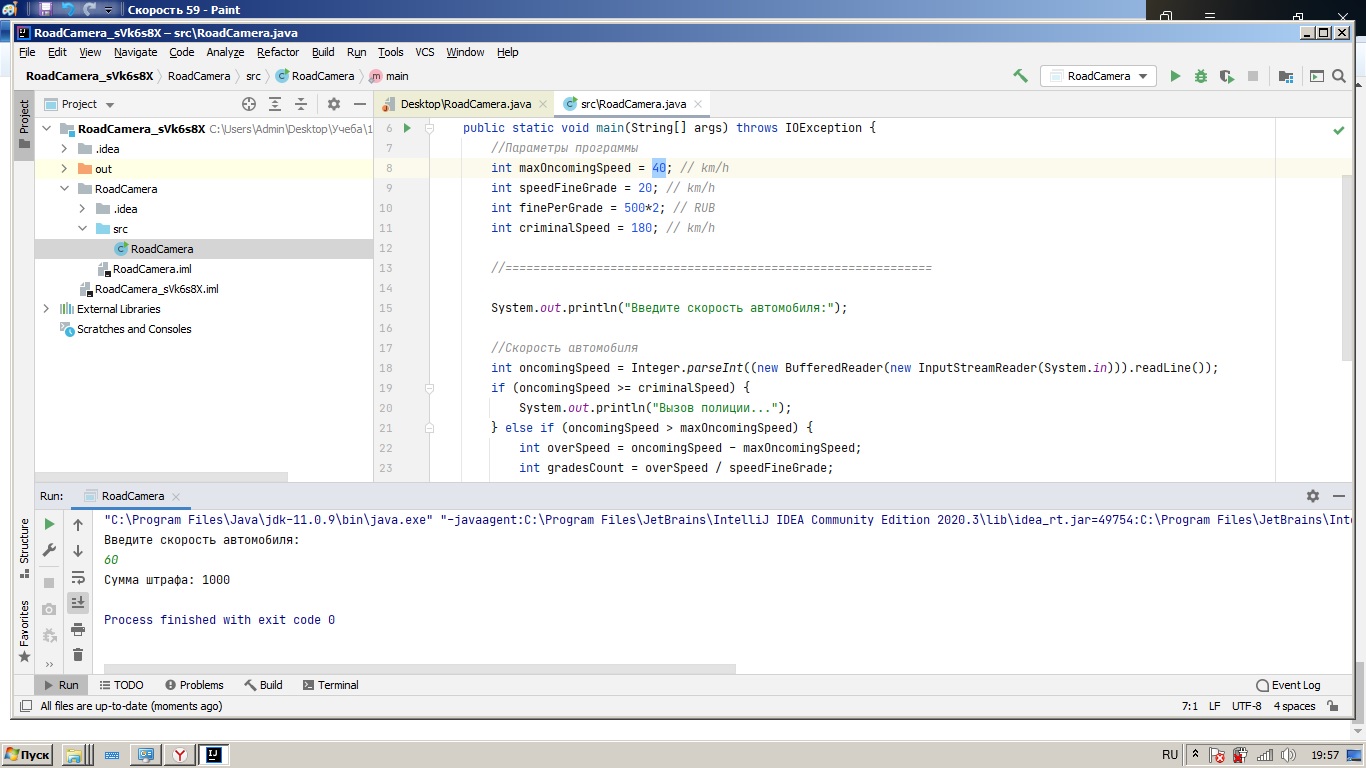 Скорость 59 - Paint
RoadCamera_sVk6s8X – src\RoadCamera.java
File Edit View Navigate Code Analyze Refactor Build Run Tools VCS Window Help
RoadCamera_sVk6s8X RoadCamera src RoadCamera main
RoadCamera
Project
Project
Desktop\RoadCamera.java
src\RoadCamera.java
RoadCamera_sVk6s8X C:\Users\Admin\Desktop\Учеба\1
.idea
out
RoadCamera
.idea
src
RoadCamera
RoadCamera.iml
RoadCamera_sVk6s8X.iml
External Libraries
Scratches and Consoles
6 public static void main(String[] args) throws IOException {
7 //Параметры программы
8 int maxOncomingSpeed = 40; // km/h
9 int speedFineGrade = 20; // km/h
10 int finePerGrade = 500*2; // RUB
11 int criminalSpeed = 180; // km/h
12
13 //=============================================================
14
15 System.out.println("Введите скорость автомобиля:");
16
17 //Скорость автомобиля
18 int oncomingSpeed = Integer.parseInt((new BufferedReader(new InputStreamReader(System.in))).readLine());
19 if (oncomingSpeed >= criminalSpeed) {
20 System.out.println("Вызов полиции...");
21 } else if (oncomingSpeed > maxOncomingSpeed) {
22 int overSpeed = oncomingSpeed - maxOncomingSpeed;
23 int gradesCount = overSpeed / speedFineGrade;
Run: RoadCamera
"C:\Program Files\Java\jdk-11.0.9\bin\java.exe" "-javaagent:C:\Program Files\JetBrains\IntelliJ IDEA Community Edition 2020.3\lib\idea_rt.jar=49754:C:\Program Files\JetBrains\Inte
Введите скорость автомобиля:
60
Сумма штрафа: 1000
Process finished with exit code 0
Structure
Favorites
Run TODO Problems Build Terminal Event Log
All files are up-to-date (moments ago) 7:1 LF UTF-8 4 spaces
Пуск RU 19:57